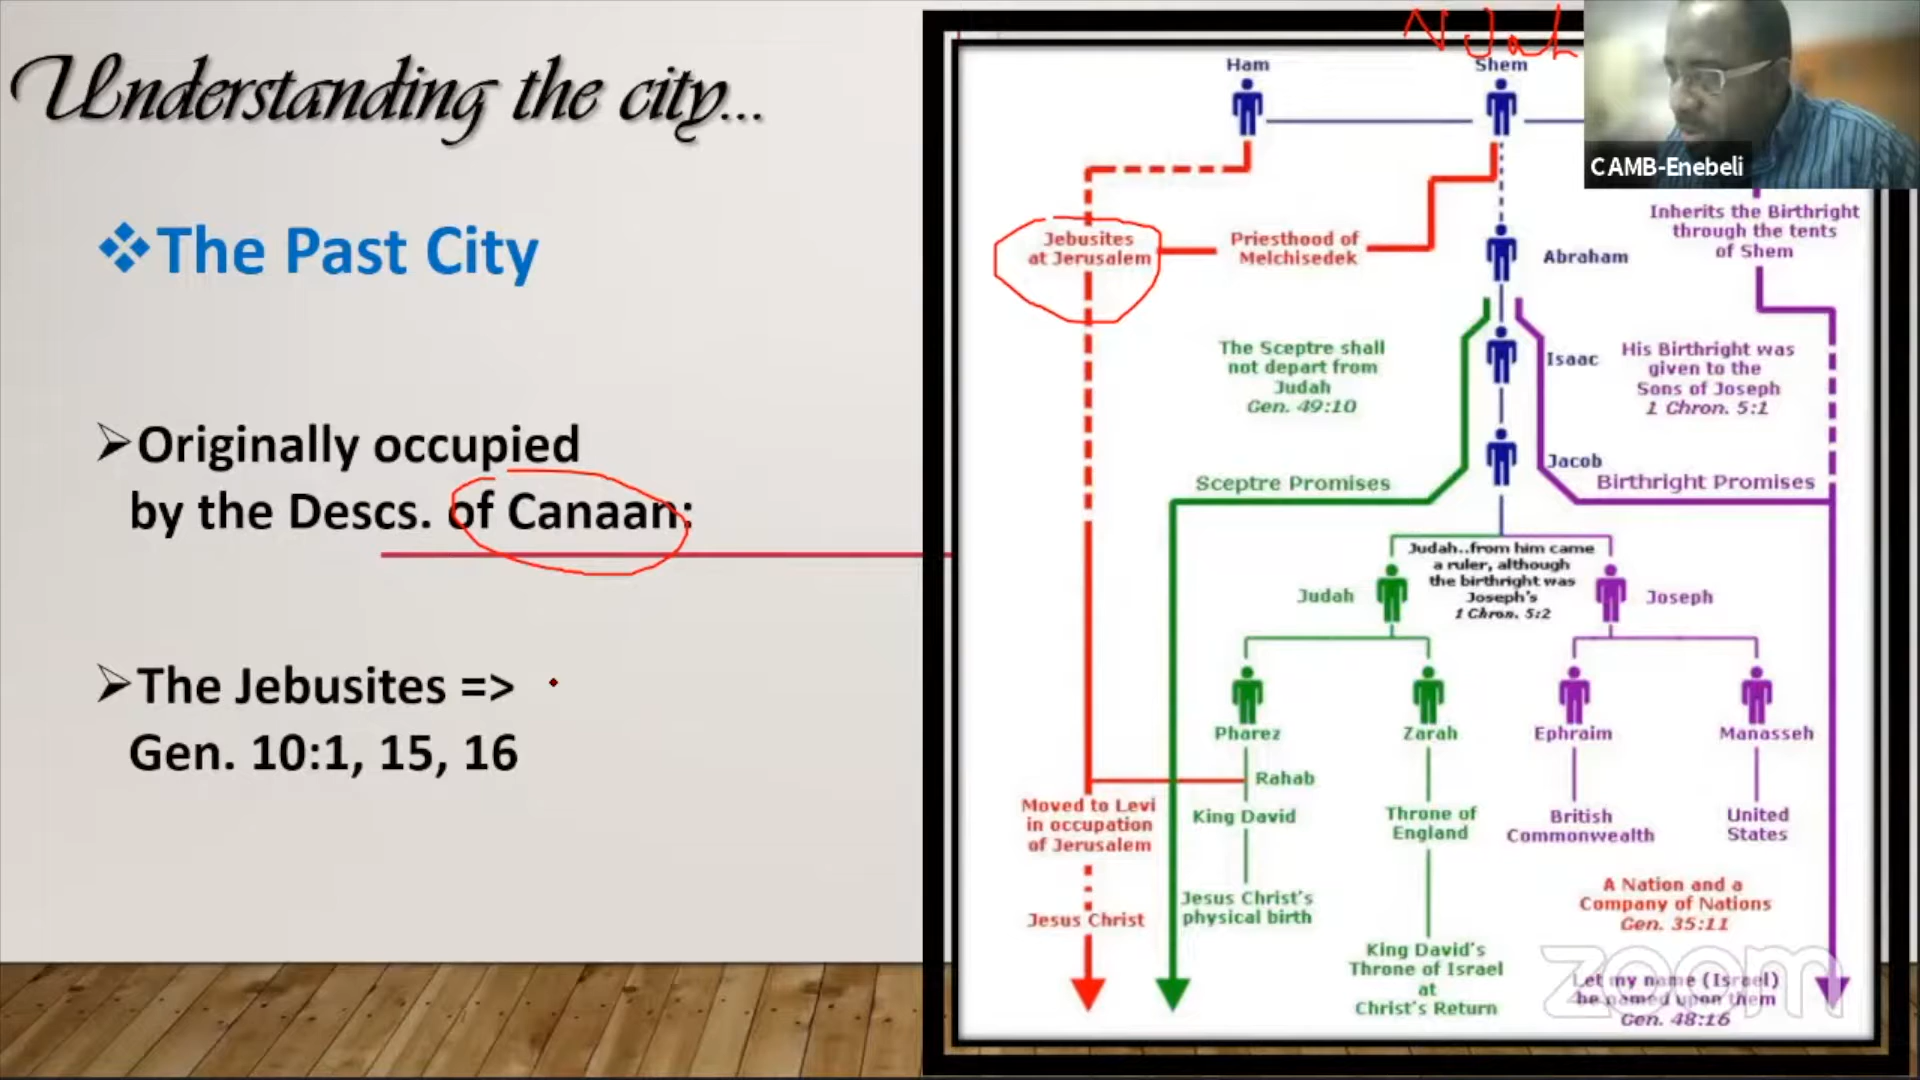 Understanding the city...
❖The Past City
➢Originally occupied
by the Descs. of Canaan:
➢The Jebusites =>
Gen. 10:1, 15, 16
Ham
Shem
CAMB-Enebeli
Jebusites
at Jerusalem
Priesthood of
Melchisedek
Abraham
Inherits the Birthright
through the tents
of Shem
The Sceptre shall
not depart from
Judah
Gen. 49:10
Isaac
His Birthright was
given to the
Sons of Joseph
1 Chron. 5:1
Jacob
Sceptre Promises
Birthright Promises
Judah..from him came
a ruler, although
the birthright was
Joseph's
1 Chron. 5:2
Judah
Joseph
Pharez
Zarah
Ephraim
Manasseh
Rahab
King David
Moved to Levi
in occupation
of Jerusalem
Throne of
England
British
Commonwealth
United
States
Jesus Christ's
physical birth
Jesus Christ
A Nation and a
Company of Nations
Gen. 35:11
King David's
Throne of Israel
at
Christ's Return
Let my name (Israel)
be named upon them
Gen. 48:16
zoom